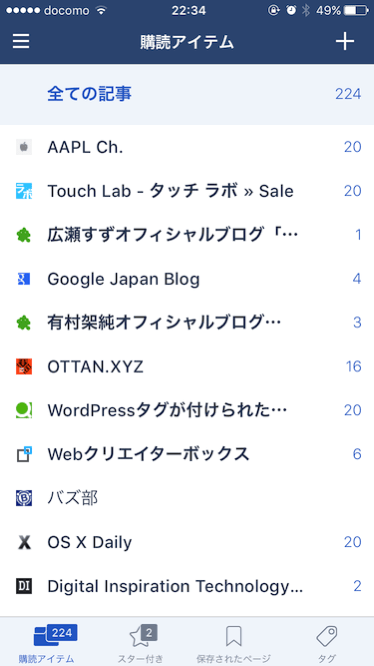 docomo 22:34 49%
購読アイテム
全ての記事 224
AAPL Ch. 20
Touch Lab - タッチ ラボ » Sale 20
広瀬すずオフィシャルブログ「… 1
Google Japan Blog 4
有村架純オフィシャルブログ… 3
OTTAN.XYZ 16
WordPressタグが付けられた… 20
Webクリエイターボックス 6
バズ部
OS X Daily 20
DI Digital Inspiration Technology... 2
224 2
購読アイテム スター付き 保存されたページ タグ